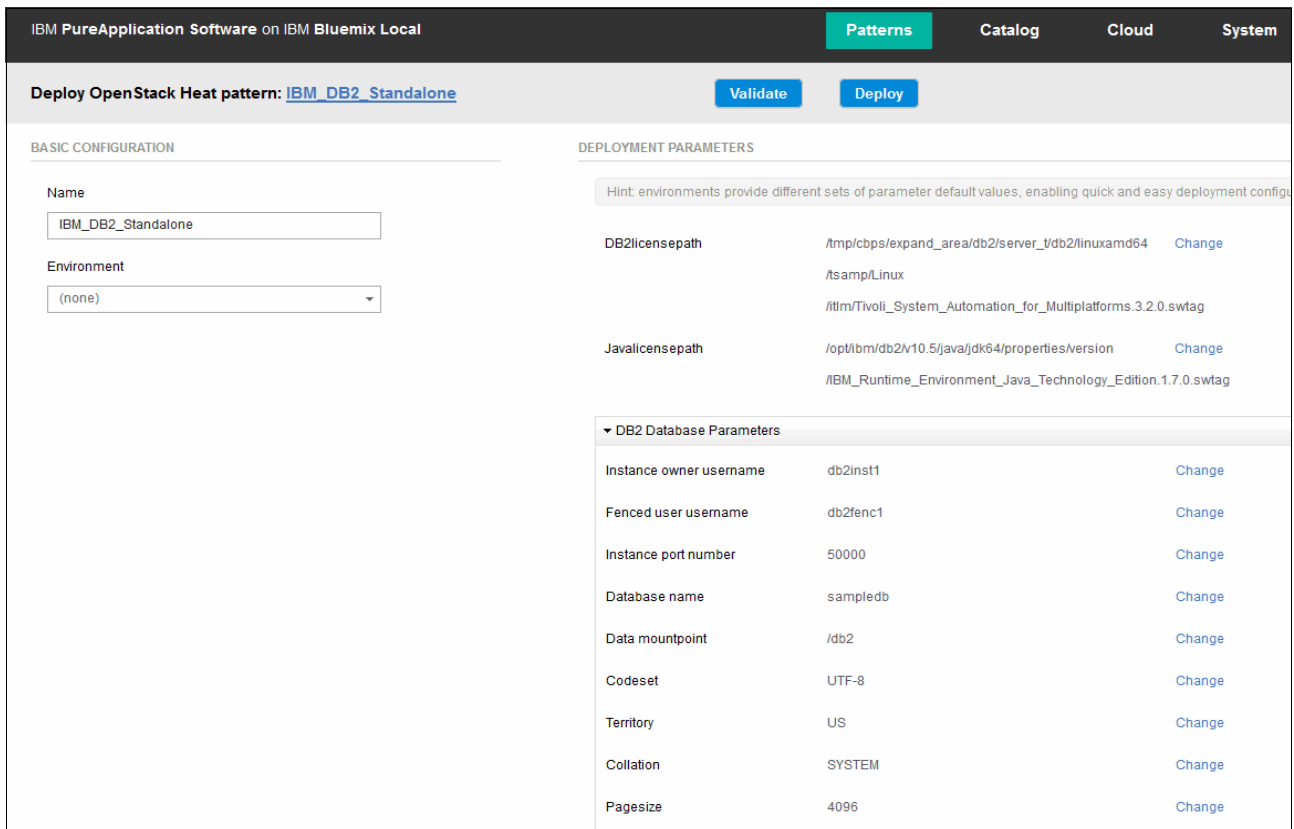 IBM PureApplication Software on IBM Bluemix Local
Patterns
Catalog
Cloud
System
Deploy OpenStack Heat pattern: IBM_DB2_Standalone
Validate
Deploy
BASIC CONFIGURATION
Name
IBM_DB2_Standalone
Environment
(none)
DEPLOYMENT PARAMETERS
Hint: environments provide different sets of parameter default values, enabling quick and easy deployment configu
DB2licensepath
/tmp/cbps/expand_area/db2/server_t/db2/linuxamd64
Change
/tsamp/Linux
/itlm/Tivoli_System_Automation_for_Multiplatforms.3.2.0.swtag
Javalicensepath
/opt/ibm/db2/v10.5/java/jdk64/properties/version
Change
/IBM_Runtime_Environment_Java_Technology_Edition.1.7.0.swtag
DB2 Database Parameters
Instance owner username
db2inst1
Change
Fenced user username
db2fenc1
Change
Instance port number
50000
Change
Database name
sampledb
Change
Data mountpoint
/db2
Change
Codeset
UTF-8
Change
Territory
US
Change
Collation
SYSTEM
Change
Pagesize
4096
Change